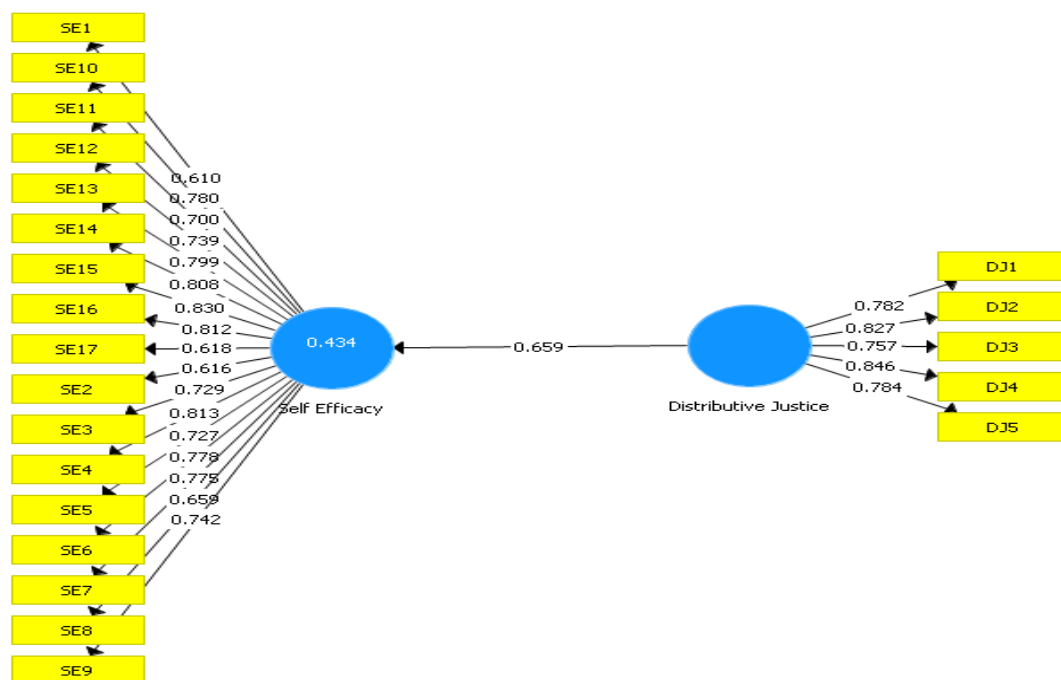 SE1
SE10
SE11
SE12
SE13
SE14
SE15
SE16
SE17
SE2
SE3
SE4
SE5
SE6
SE7
SE8
SE9
0.610
0.780
0.700
0.739
0.799
0.808
0.830
0.812
0.618
0.616
0.729
0.813
0.727
0.778
0.775
0.659
0.742
0.434
Self Efficacy
0.659
Distributive Justice
0.782
0.827
0.757
0.846
0.784
DJ1
DJ2
DJ3
DJ4
DJ5